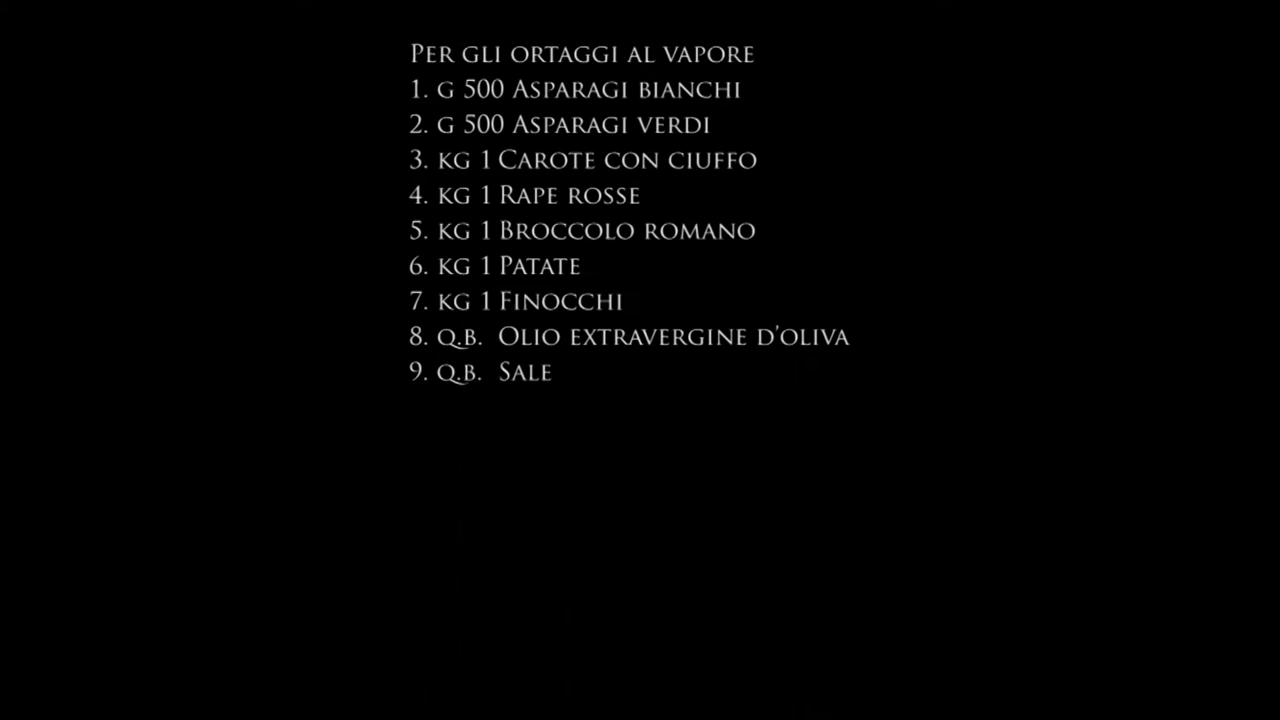 Per gli ortaggi al vapore
1. g 500 Asparagi bianchi
2. g 500 Asparagi verdi
3. kg 1 Carote con ciuffo
4. kg 1 Rape rosse
5. kg 1 Broccolo romano
6. kg 1 Patate
7. kg 1 Finocchi
8. q.b. Olio extravergine d'oliva
9. q.b. Sale